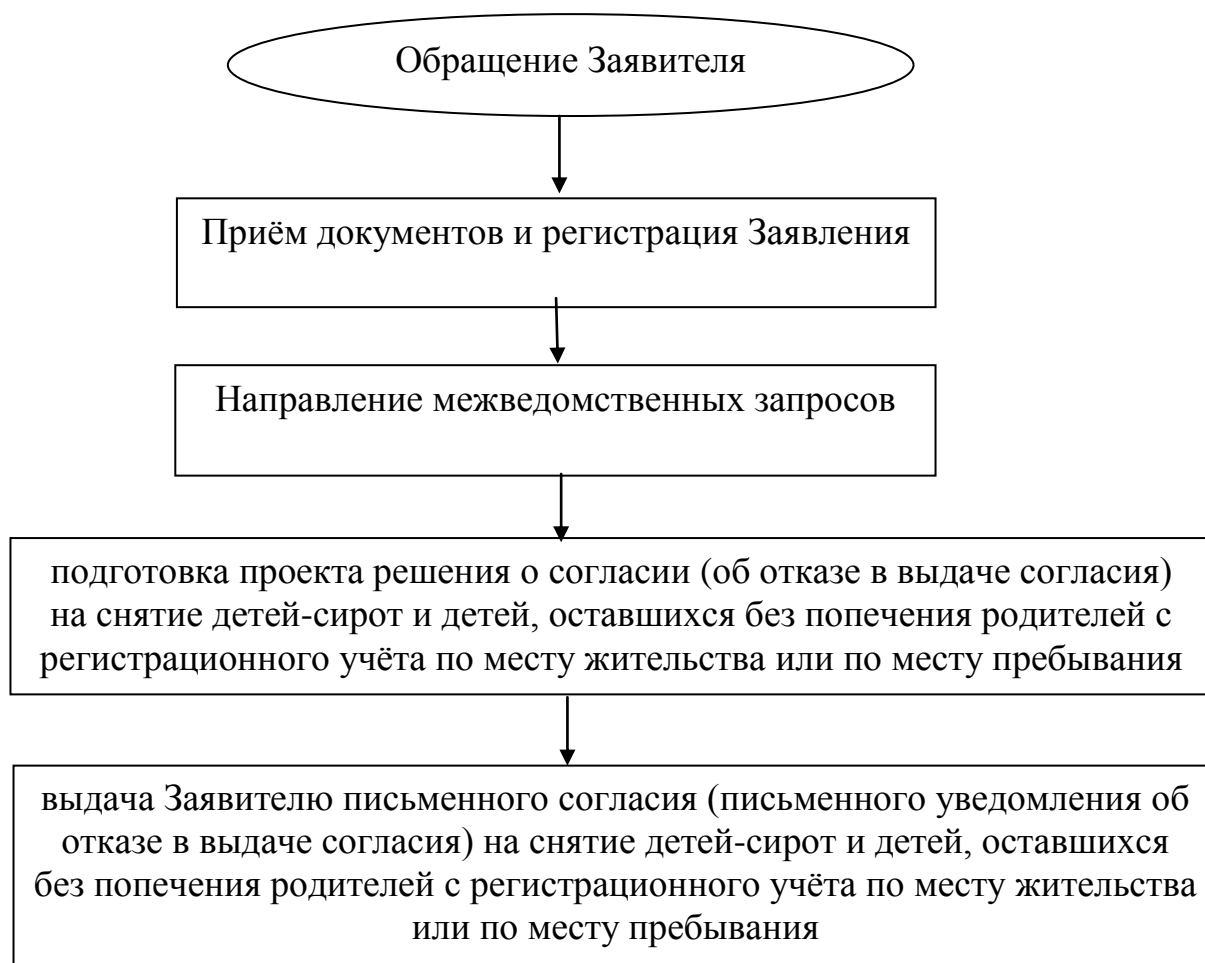 Обращение Заявителя
Приём документов и регистрация Заявления
Направление межведомственных запросов
подготовка проекта решения о согласии (об отказе в выдаче согласия)
на снятие детей-сирот и детей, оставшихся без попечения родителей с
регистрационного учёта по месту жительства или по месту пребывания
выдача Заявителю письменного согласия (письменного уведомления об
отказе в выдаче согласия) на снятие детей-сирот и детей, оставшихся
без попечения родителей с регистрационного учёта по месту жительства
или по месту пребывания